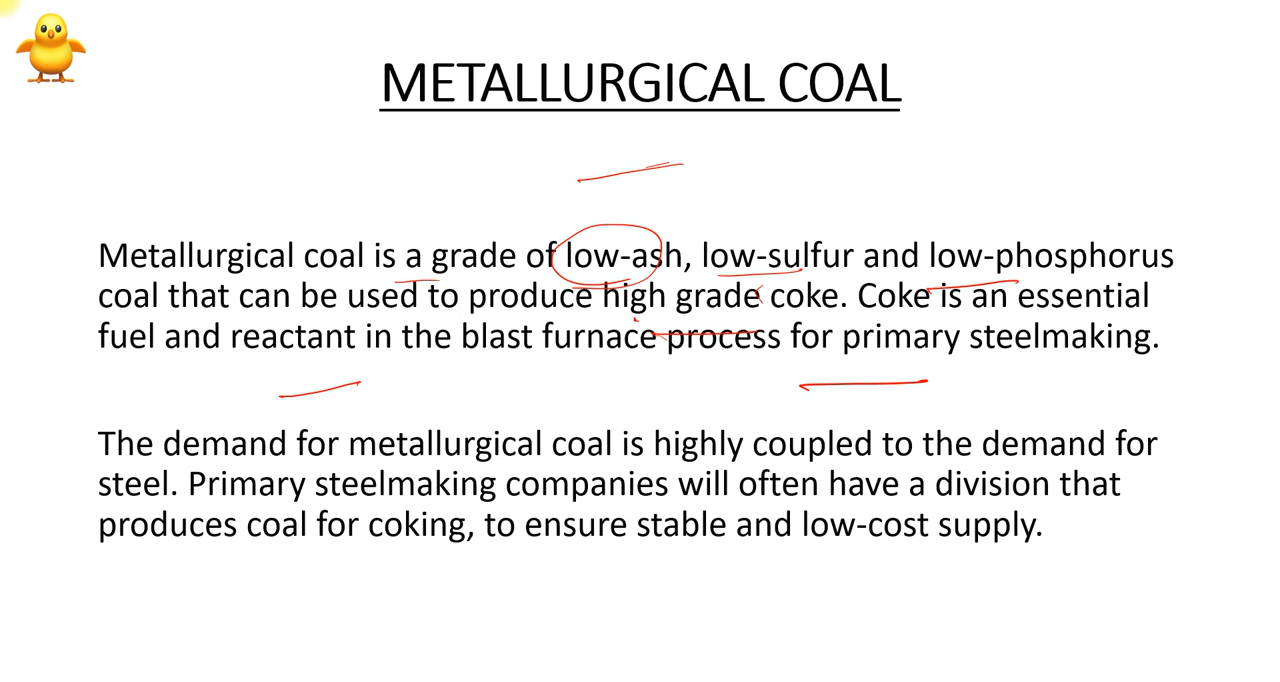 METALLURGICAL COAL
Metallurgical coal is a grade of low-ash, low-sulfur and low-phosphorus
coal that can be used to produce high grade coke. Coke is an essential
fuel and reactant in the blast furnace process for primary steelmaking.
The demand for metallurgical coal is highly coupled to the demand for
steel. Primary steelmaking companies will often have a division that
produces coal for coking, to ensure stable and low-cost supply.